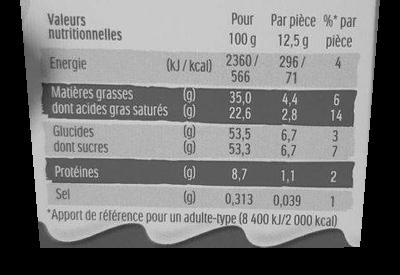 Valeurs Pour Par pièce %* par
nutritionnelles 100 g 12,5 g pièce
Energie (kJ / kcal) 2360 / 296 / 4
566 71
Matières grasses (g) 35,0 4,4 6
dont acides gras saturés (g) 22,6 2,8 14
Glucides (g) 53,5 6,7 3
dont sucres (g) 53,3 6,7 7
Protéines (g) 8,7 1,1 2
Sel (g) 0,313 0,039 1
*Apport de référence pour un adulte-type (8 400 kJ/2 000 kcal)